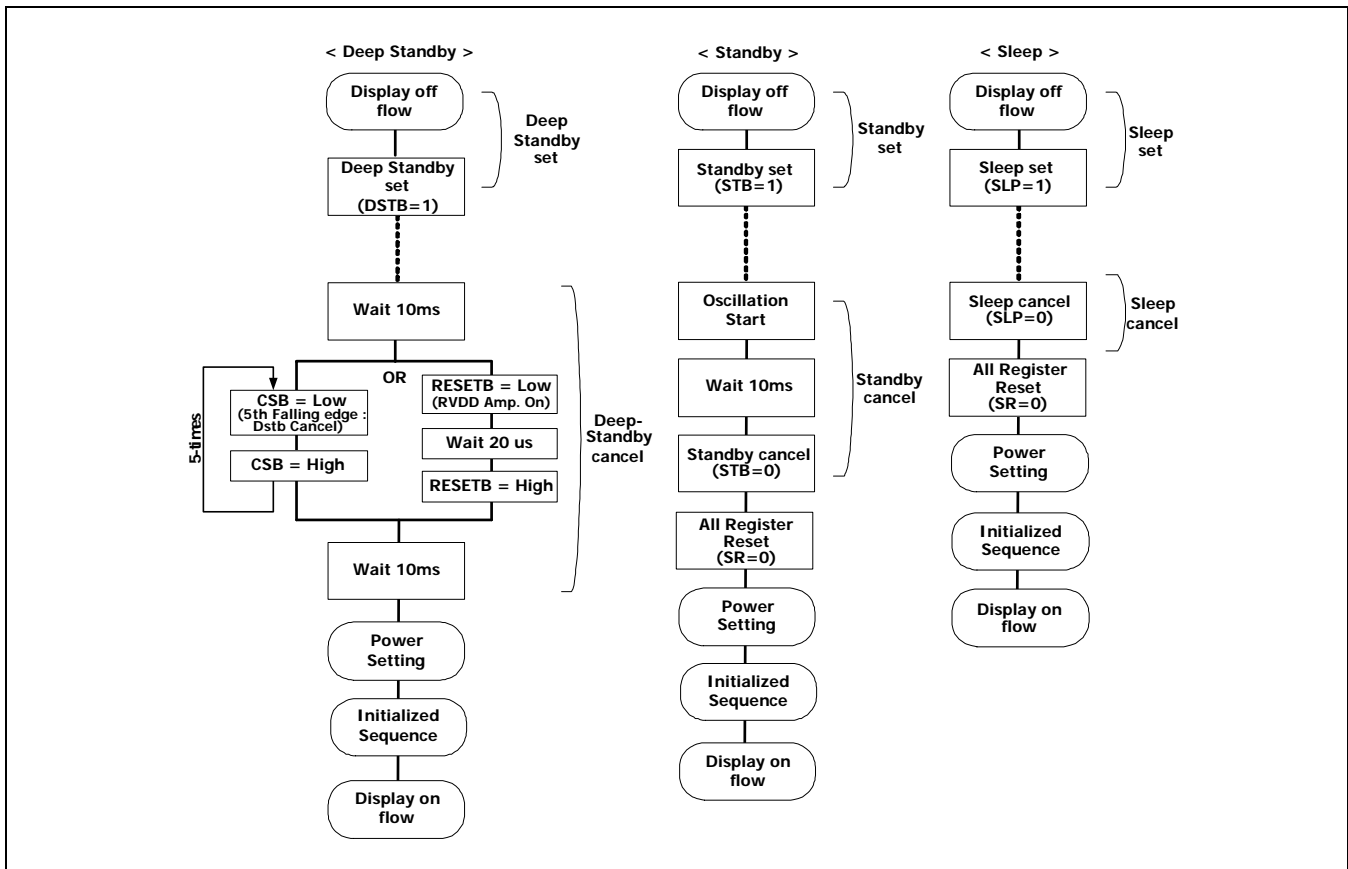 < Deep Standby >
Display off
flow
Deep
Standby
set
Deep Standby
set
(DSTB=1)
Wait 10ms
OR
5-times
CSB = Low
(5th Falling edge :
Dstb Cancel)
CSB = High
RESETB = Low
(RVDD Amp. On)
Wait 20 us
RESETB = High
Deep-
Standby
cancel
Wait 10ms
Power
Setting
Initialized
Sequence
Display on
flow
< Standby >
Display off
flow
Standby
set
Standby set
(STB=1)
Oscillation
Start
Wait 10ms
Standby
cancel
Standby cancel
(STB=0)
All Register
Reset
(SR=0)
Power
Setting
Initialized
Sequence
Display on
flow
< Sleep >
Display off
flow
Sleep
set
Sleep set
(SLP=1)
Sleep cancel
(SLP=0)
Sleep
cancel
All Register
Reset
(SR=0)
Power
Setting
Initialized
Sequence
Display on
flow